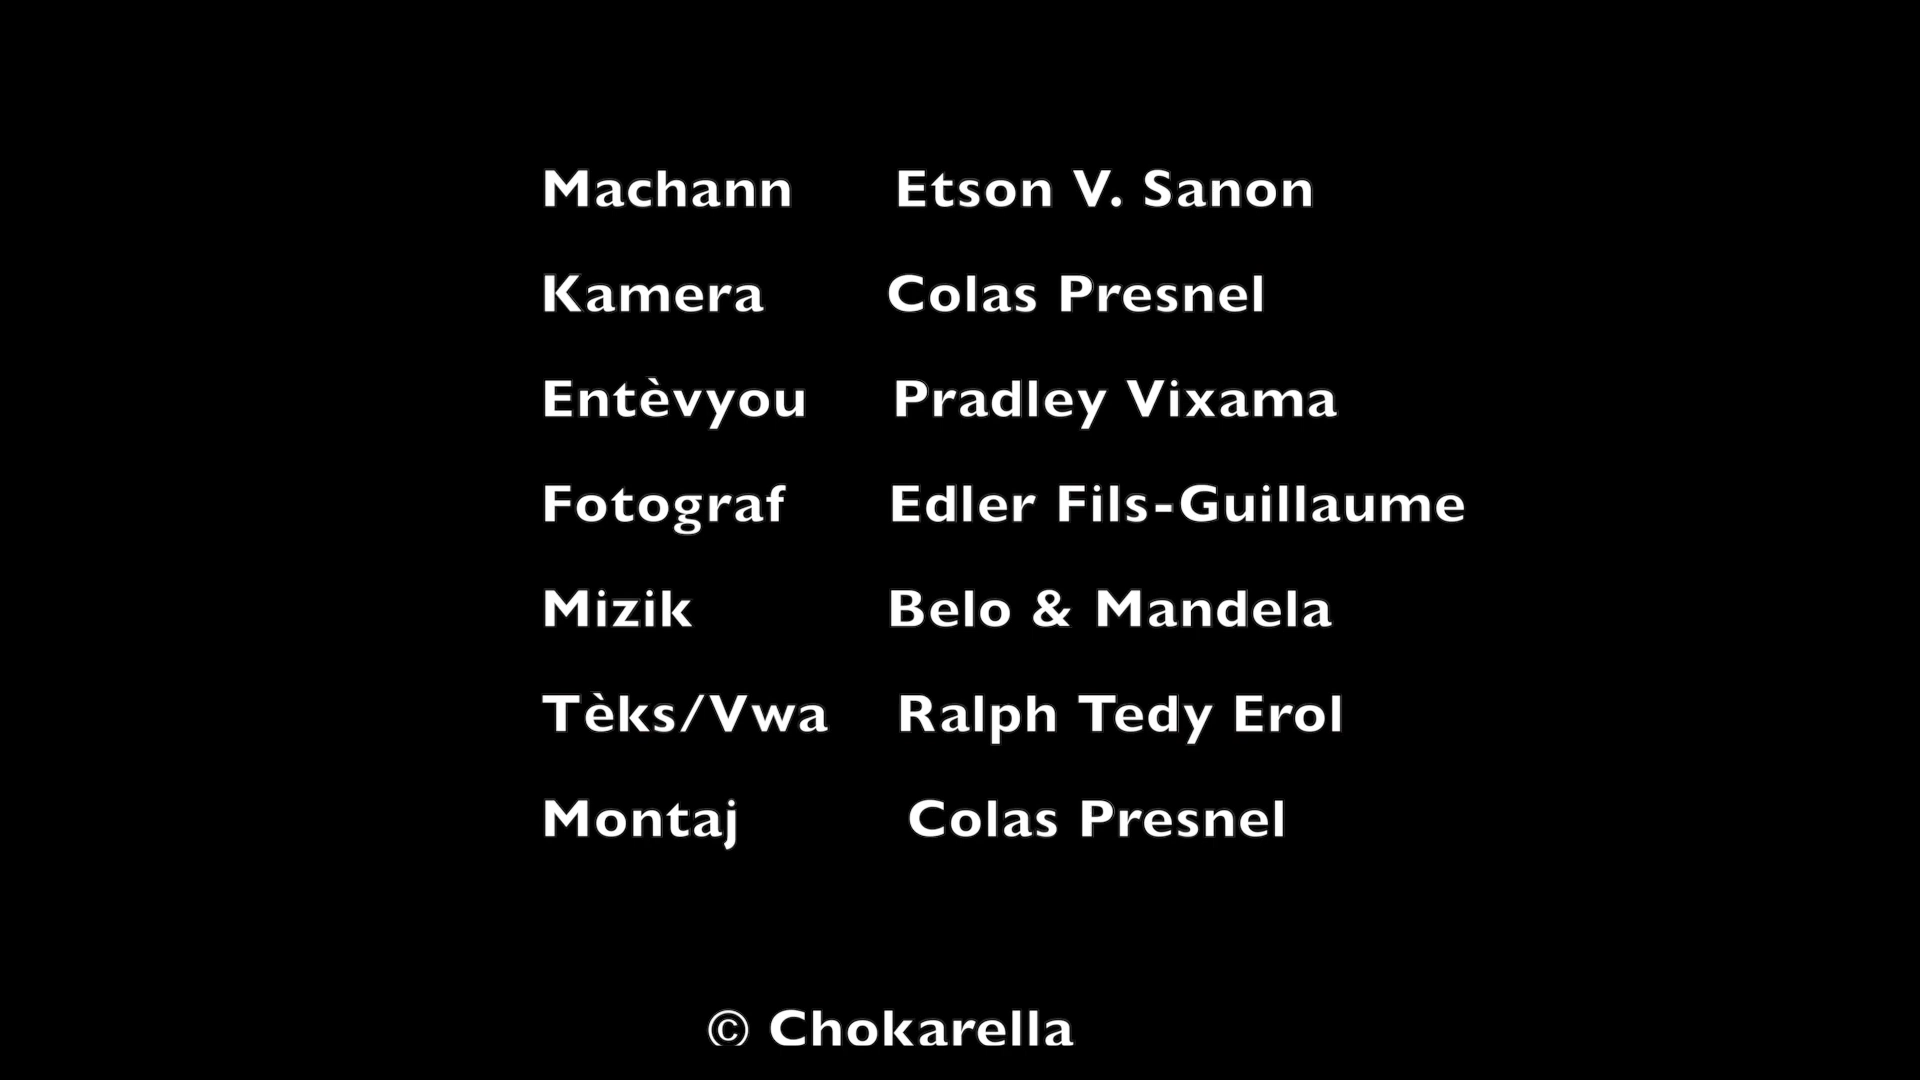 Machann Etson V. Sanon
Kamera Colas Presnel
Entèvyou Pradley Vixama
Fotograf Edler Fils-Guillaume
Mizik Belo & Mandela
Tèks/Vwa Ralph Tedy Erol
Montaj Colas Presnel
© Chokarella